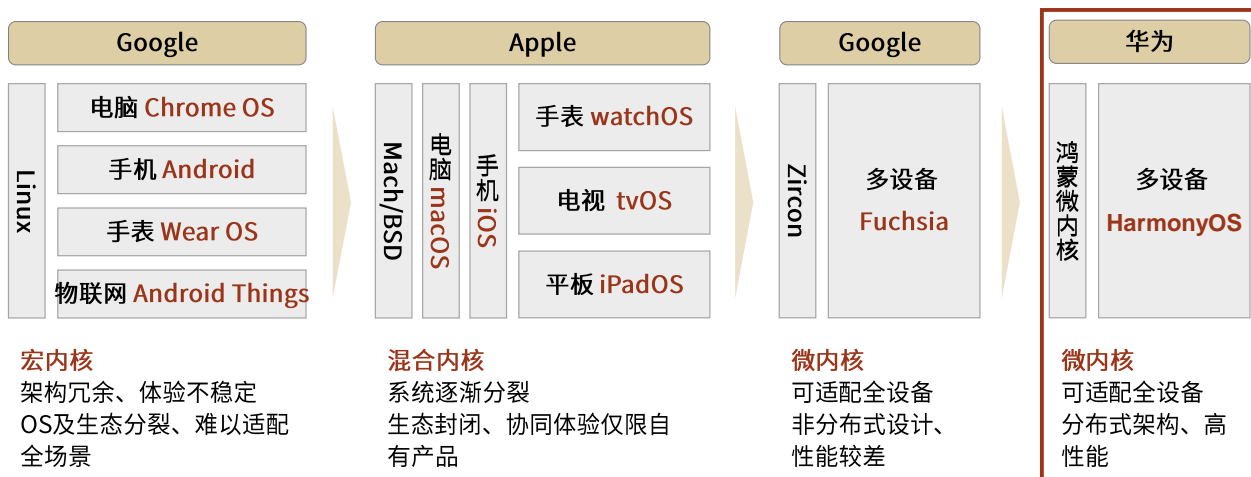 Google
Linux
电脑 Chrome OS
手机 Android
手表 Wear OS
物联网 Android Things
宏内核
架构冗余、体验不稳定
OS及生态分裂、难以适配
全场景
Apple
Mach/BSD
电脑 macOS
手机 iOS
手表 watchOS
电视 tvOS
平板 iPadOS
混合内核
系统逐渐分裂
生态封闭、协同体验仅限自
有产品
Google
Zircon
多设备
Fuchsia
微内核
可适配全设备
非分布式设计、
性能较差
华为
鸿蒙微内核
多设备
HarmonyOS
微内核
可适配全设备
分布式架构、高
性能